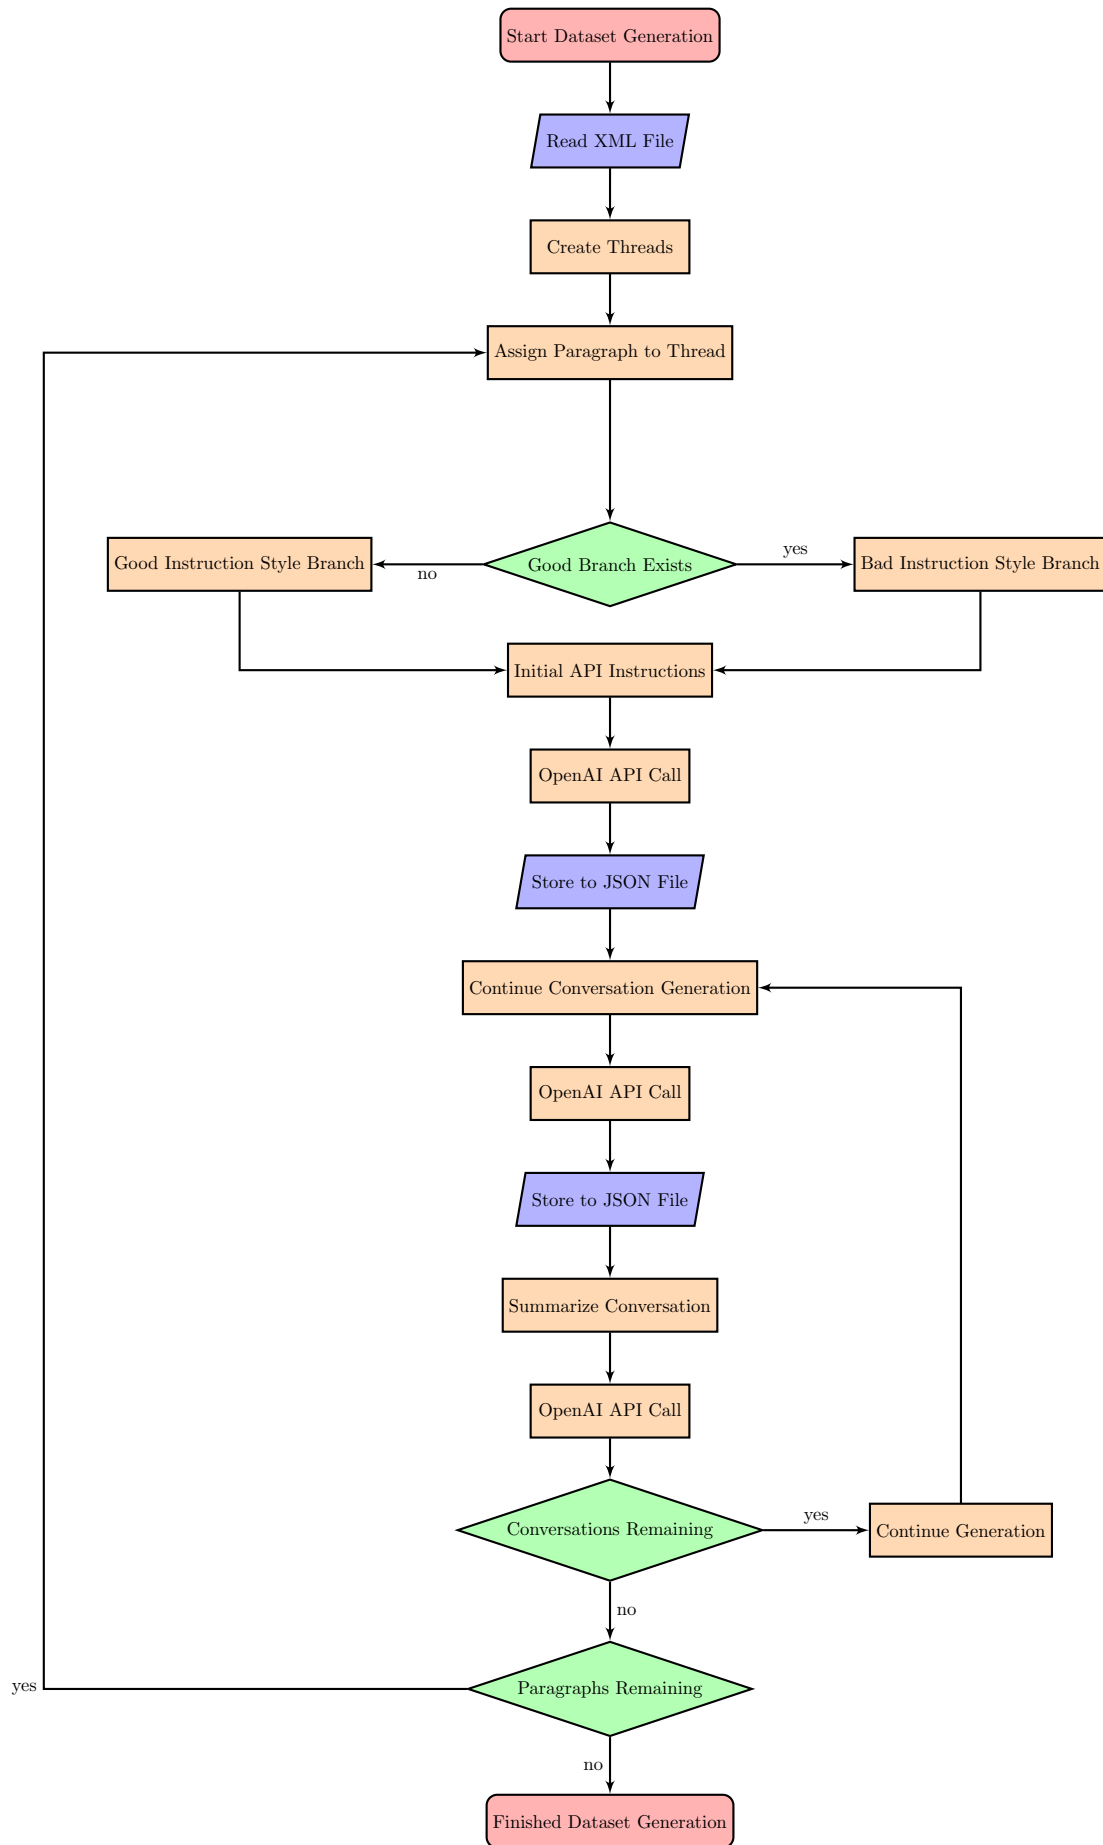 Start Dataset Generation
Read XML File
Create Threads
Assign Paragraph to Thread
Good Instruction Style Branch
no
Good Branch Exists
yes
Bad Instruction Style Branch
Initial API Instructions
OpenAI API Call
Store to JSON File
Continue Conversation Generation
OpenAI API Call
Store to JSON File
Summarize Conversation
OpenAI API Call
Conversations Remaining
yes
Continue Generation
no
yes
Paragraphs Remaining
no
Finished Dataset Generation